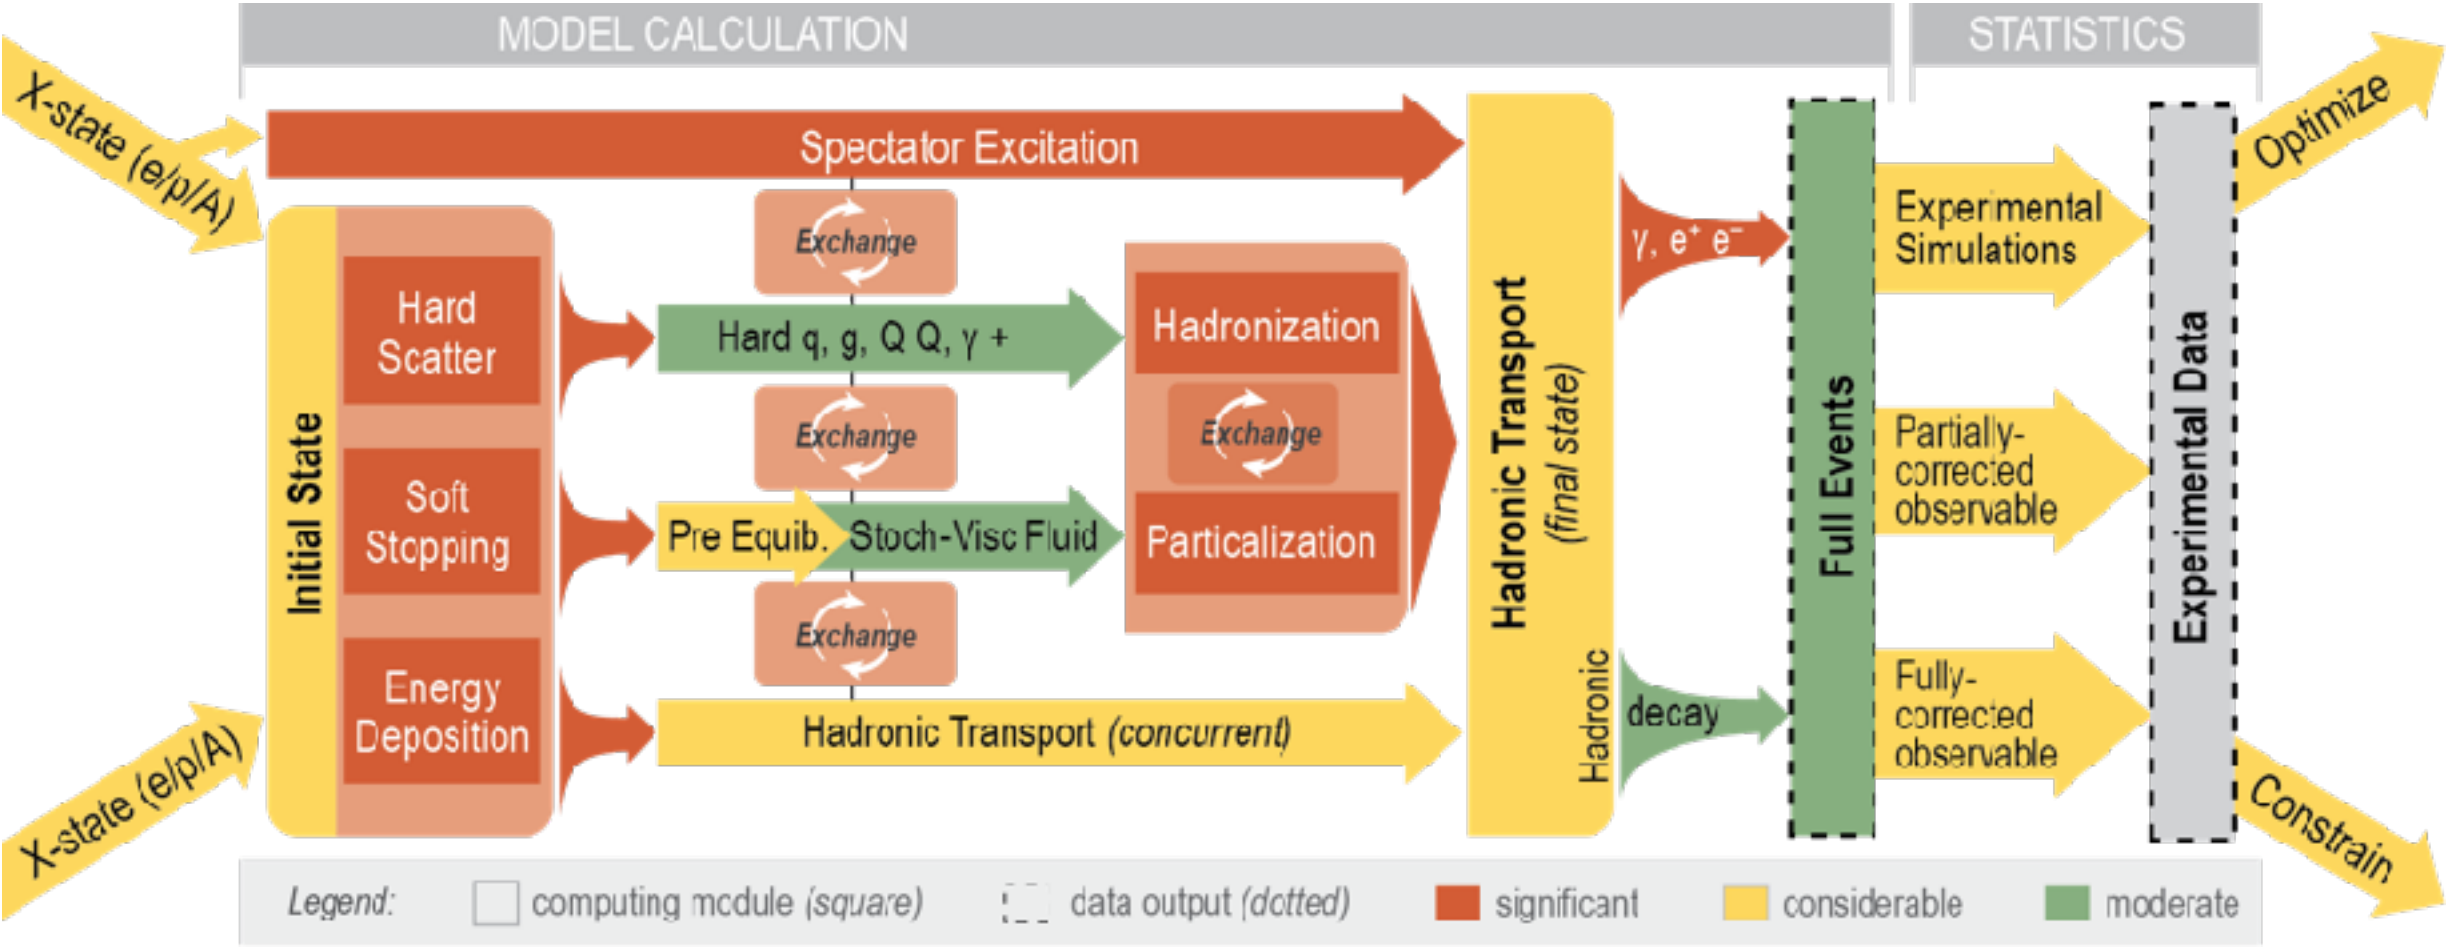 MODEL CALCULATION
STATISTICS
X-state (e/p/A)
X-state (e/p/A)
Spectator Excitation
Initial State
Hard
Scatter
Soft
Stopping
Energy
Deposition
Exchange
Hard q, g, Q Q, γ +
Exchange
Pre Equib.
Stoch-Visc Fluid
Exchange
Hadronic Transport (concurrent)
Hadronization
Exchange
Particalization
Hadronic Transport
(final state)
γ, e⁺ e⁻
Hadronic
decay
Full Events
Experimental
Simulations
Partially-
corrected
observable
Fully-
corrected
observable
Experimental Data
Optimize
Constrain
Legend:
computing module (square)
data output (dotted)
significant
considerable
moderate